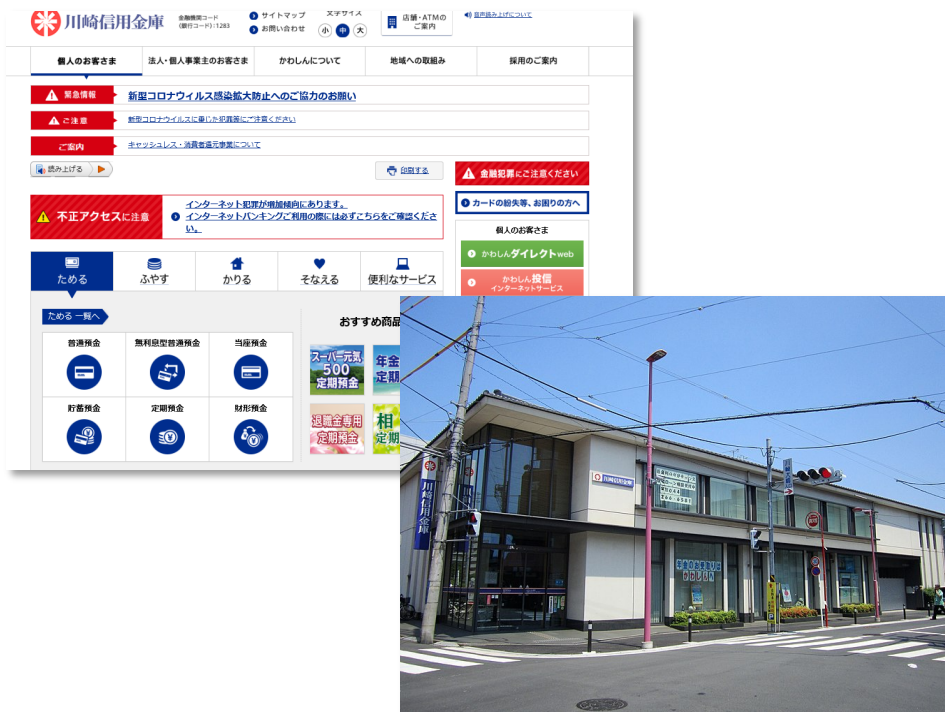 川崎信用金庫
金融機関コード
(銀行コード):1283
サイトマップ
お問い合わせ
文字サイズ
小 中 大
店舗・ATMの
ご案内
音声読み上げについて
個人のお客さま
法人・個人事業主のお客さま
かわしんについて
地域への取組み
採用のご案内
緊急情報
新型コロナウィルス感染拡大防止へのご協力のお願い
ご注意
新型コロナウイルスに乗じた犯罪等にご注意ください
ご案内
キャッシュレス・消費者還元事業について
読み上げる
印刷する
金融犯罪にご注意ください
不正アクセスに注意
インターネット犯罪が増加傾向にあります。
インターネットバンキングご利用の際には必ずこちらをご確認くださ
い。
カードの紛失等、お困りの方へ
個人のお客さま
かわしんダイレクトweb
かわしん投信
インターネットサービス
ためる
ふやす
かりる
そなえる
便利なサービス
ためる 一覧へ
おすすめ商品
普通預金
無利息型普通預金
当座預金
スーパー元気
500
定期預金
年金
定期
貯蓄預金
定期預金
財形預金
退職金専用
定期預金
相
定期
川崎信用金庫
川崎信用金庫
年金のお受取りは
かわしんへ